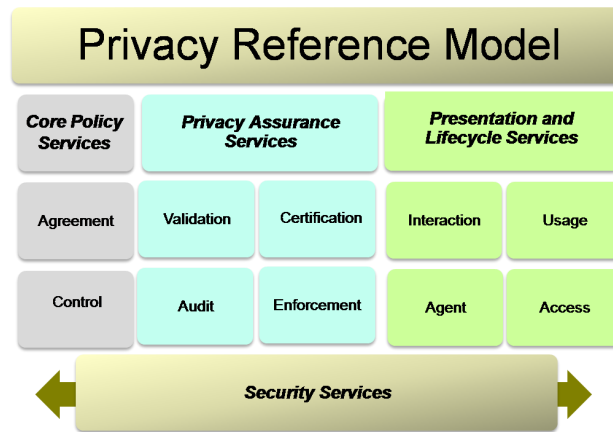 Privacy Reference Model
Core Policy
Services
Privacy Assurance
Services
Presentation and
Lifecycle Services
Agreement
Validation
Certification
Interaction
Usage
Control
Audit
Enforcement
Agent
Access
Security Services